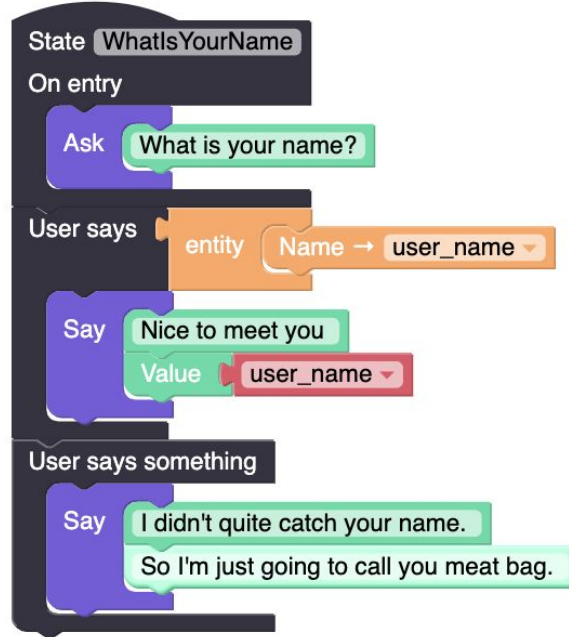 State WhatIsYourName
On entry
Ask What is your name?
User says entity Name → user_name
Say Nice to meet you
Value user_name
User says something
Say I didn't quite catch your name.
So I'm just going to call you meat bag.